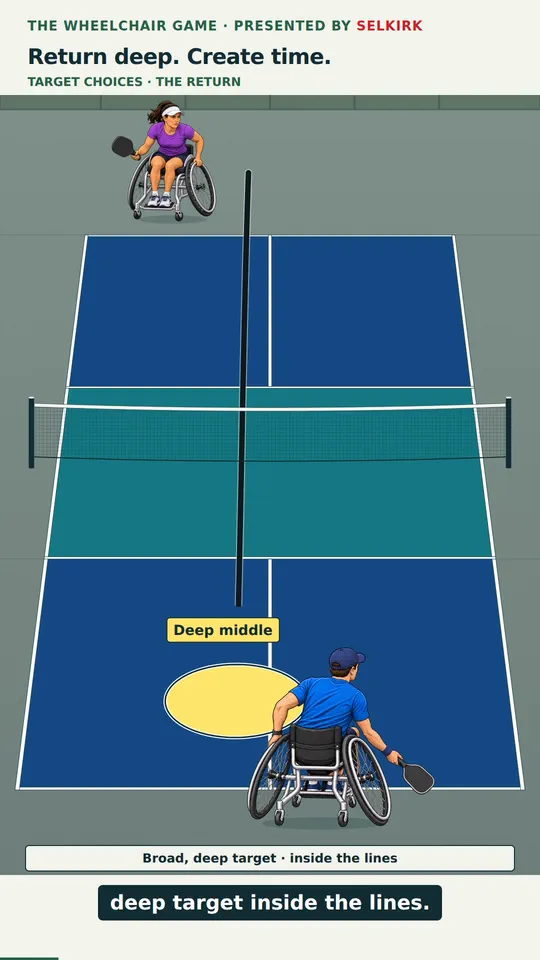 THE WHEELCHAIR GAME · PRESENTED BY SELKIRK
Return deep. Create time.
TARGET CHOICES · THE RETURN
Deep middle
Broad, deep target · inside the lines
deep target inside the lines.